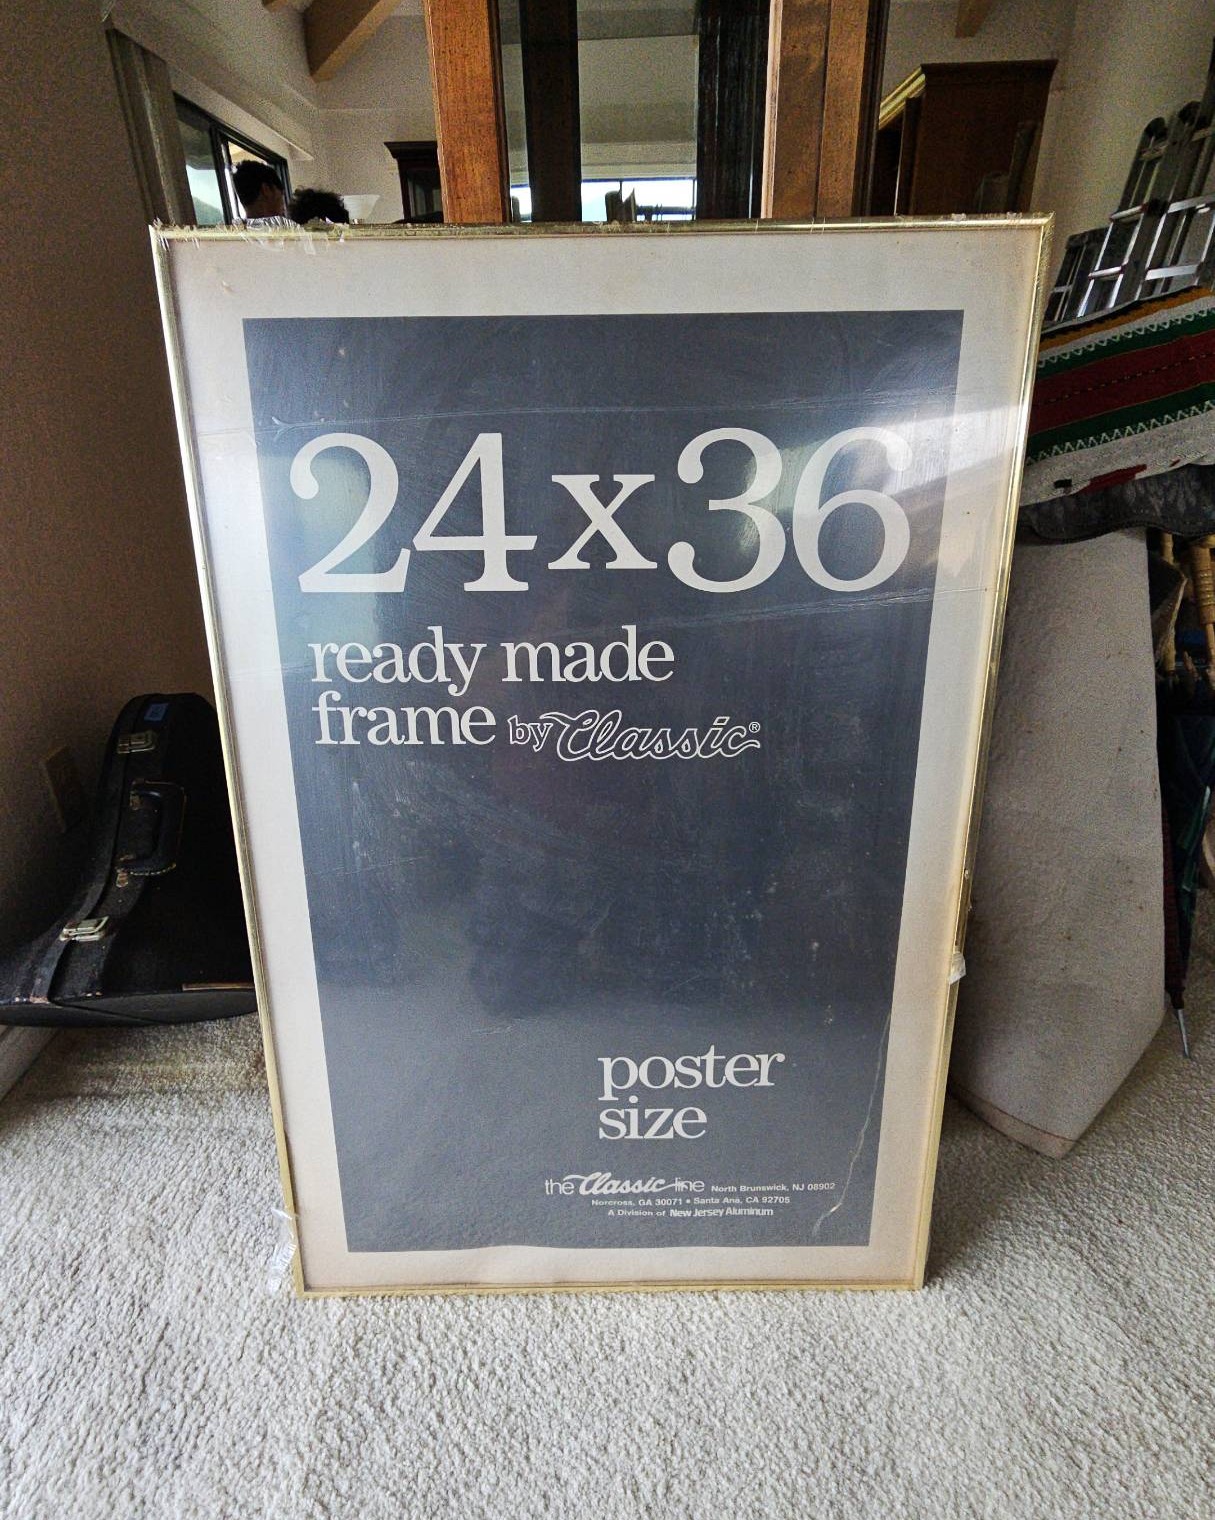 24x36
ready made
frame by Classic®
poster
size
the Classic line North Brunswick, NJ 08902
Norcross, GA 30071 • Santa Ana, CA 92705
A Division of New Jersey Aluminum